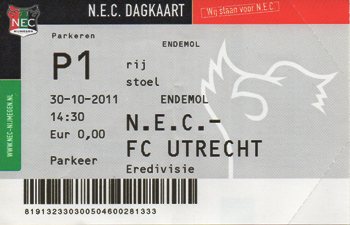 N.E.C. DAGKAART
Wij staan voor N.E.C.
NEC
NIJMEGEN
Parkeren
ENDEMOL
P1
rij
stoel
30-10-2011
ENDEMOL
14:30
N.E.C.-
Eur 0,00
FC UTRECHT
Parkeer
Eredivisie
WWW.NEC-NIJMEGEN.NL
819132330300504600281333